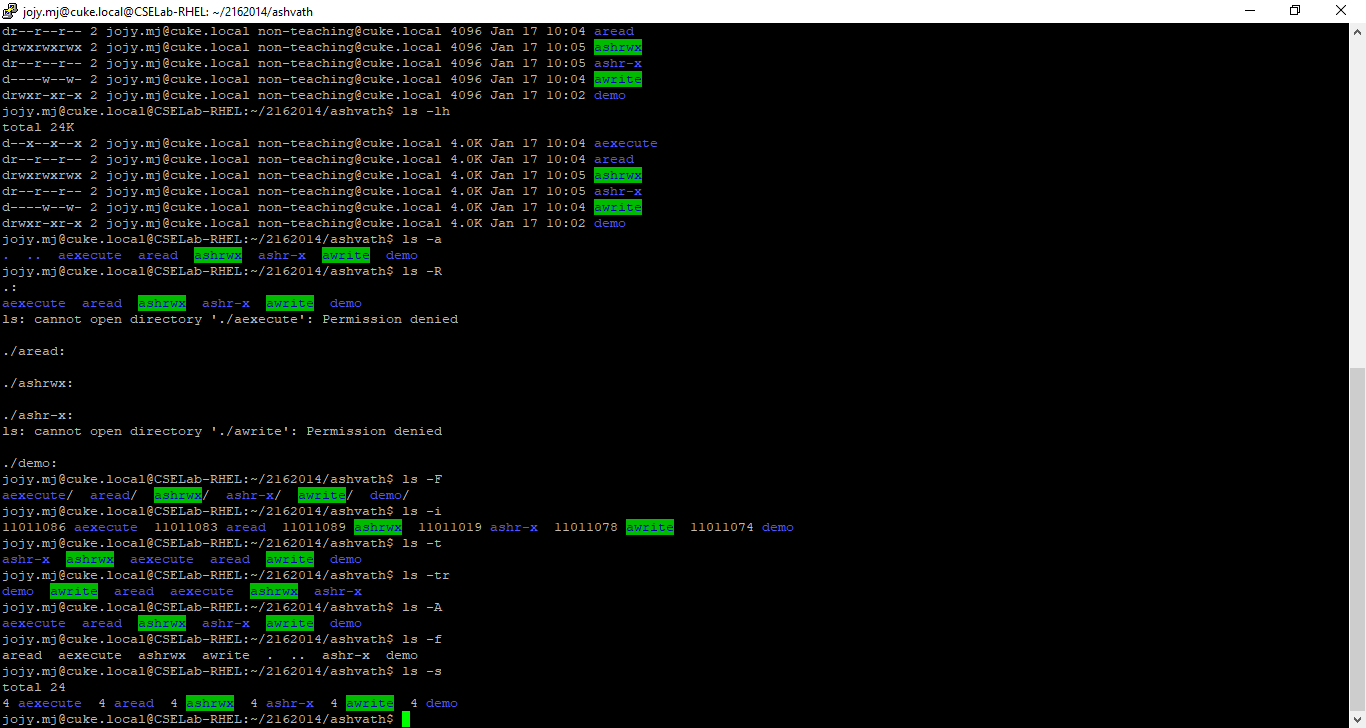 jojy.mj@cuke.local@CSELab-RHEL: ~/2162014/ashvath
dr--r--r-- 2 jojy.mj@cuke.local non-teaching@cuke.local 4096 Jan 17 10:04 aread
drwxrwxrwx 2 jojy.mj@cuke.local non-teaching@cuke.local 4096 Jan 17 10:05 ashrwx
dr--r--r-- 2 jojy.mj@cuke.local non-teaching@cuke.local 4096 Jan 17 10:05 ashr-x
d----w--w- 2 jojy.mj@cuke.local non-teaching@cuke.local 4096 Jan 17 10:04 awrite
drwxr-xr-x 2 jojy.mj@cuke.local non-teaching@cuke.local 4096 Jan 17 10:02 demo
jojy.mj@cuke.local@CSELab-RHEL:~/2162014/ashvath$ ls -lh
total 24K
d--x--x--x 2 jojy.mj@cuke.local non-teaching@cuke.local 4.0K Jan 17 10:04 aexecute
dr--r--r-- 2 jojy.mj@cuke.local non-teaching@cuke.local 4.0K Jan 17 10:04 aread
drwxrwxrwx 2 jojy.mj@cuke.local non-teaching@cuke.local 4.0K Jan 17 10:05 ashrwx
dr--r--r-- 2 jojy.mj@cuke.local non-teaching@cuke.local 4.0K Jan 17 10:05 ashr-x
d----w--w- 2 jojy.mj@cuke.local non-teaching@cuke.local 4.0K Jan 17 10:04 awrite
drwxr-xr-x 2 jojy.mj@cuke.local non-teaching@cuke.local 4.0K Jan 17 10:02 demo
jojy.mj@cuke.local@CSELab-RHEL:~/2162014/ashvath$ ls -a
.  ..  aexecute  aread  ashrwx  ashr-x  awrite  demo
jojy.mj@cuke.local@CSELab-RHEL:~/2162014/ashvath$ ls -R
.:
aexecute  aread  ashrwx  ashr-x  awrite  demo
ls: cannot open directory './aexecute': Permission denied
./aread:
./ashrwx:
./ashr-x:
ls: cannot open directory './awrite': Permission denied
./demo:
jojy.mj@cuke.local@CSELab-RHEL:~/2162014/ashvath$ ls -F
aexecute/  aread/  ashrwx/  ashr-x/  awrite/  demo/
jojy.mj@cuke.local@CSELab-RHEL:~/2162014/ashvath$ ls -i
11011086 aexecute  11011083 aread  11011089 ashrwx  11011019 ashr-x  11011078 awrite  11011074 demo
jojy.mj@cuke.local@CSELab-RHEL:~/2162014/ashvath$ ls -t
ashr-x  ashrwx  aexecute  aread  awrite  demo
jojy.mj@cuke.local@CSELab-RHEL:~/2162014/ashvath$ ls -tr
demo  awrite  aread  aexecute  ashrwx  ashr-x
jojy.mj@cuke.local@CSELab-RHEL:~/2162014/ashvath$ ls -A
aexecute  aread  ashrwx  ashr-x  awrite  demo
jojy.mj@cuke.local@CSELab-RHEL:~/2162014/ashvath$ ls -f
aread  aexecute  ashrwx  awrite  .  ..  ashr-x  demo
jojy.mj@cuke.local@CSELab-RHEL:~/2162014/ashvath$ ls -s
total 24
4 aexecute  4 aread  4 ashrwx  4 ashr-x  4 awrite  4 demo
jojy.mj@cuke.local@CSELab-RHEL:~/2162014/ashvath$